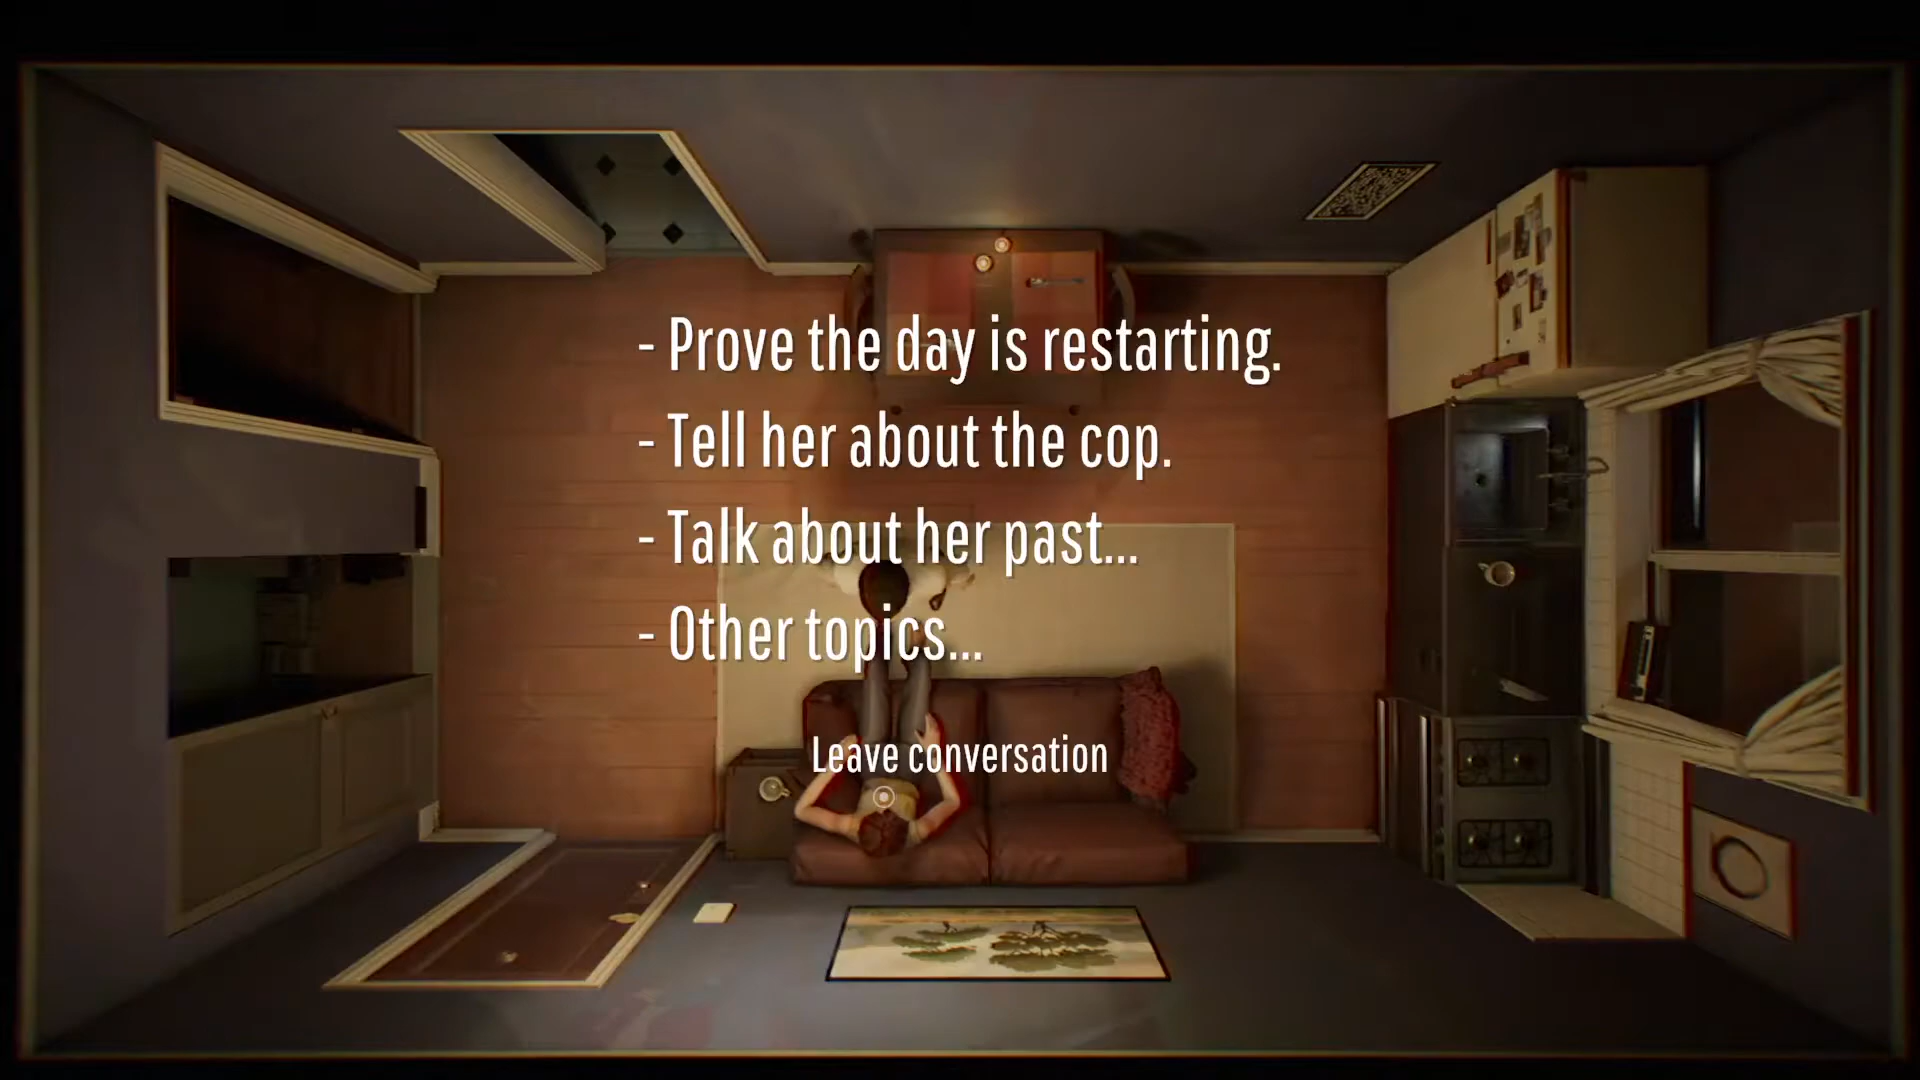 - Prove the day is restarting.
- Tell her about the cop.
- Talk about her past...
- Other topics...
Leave conversation